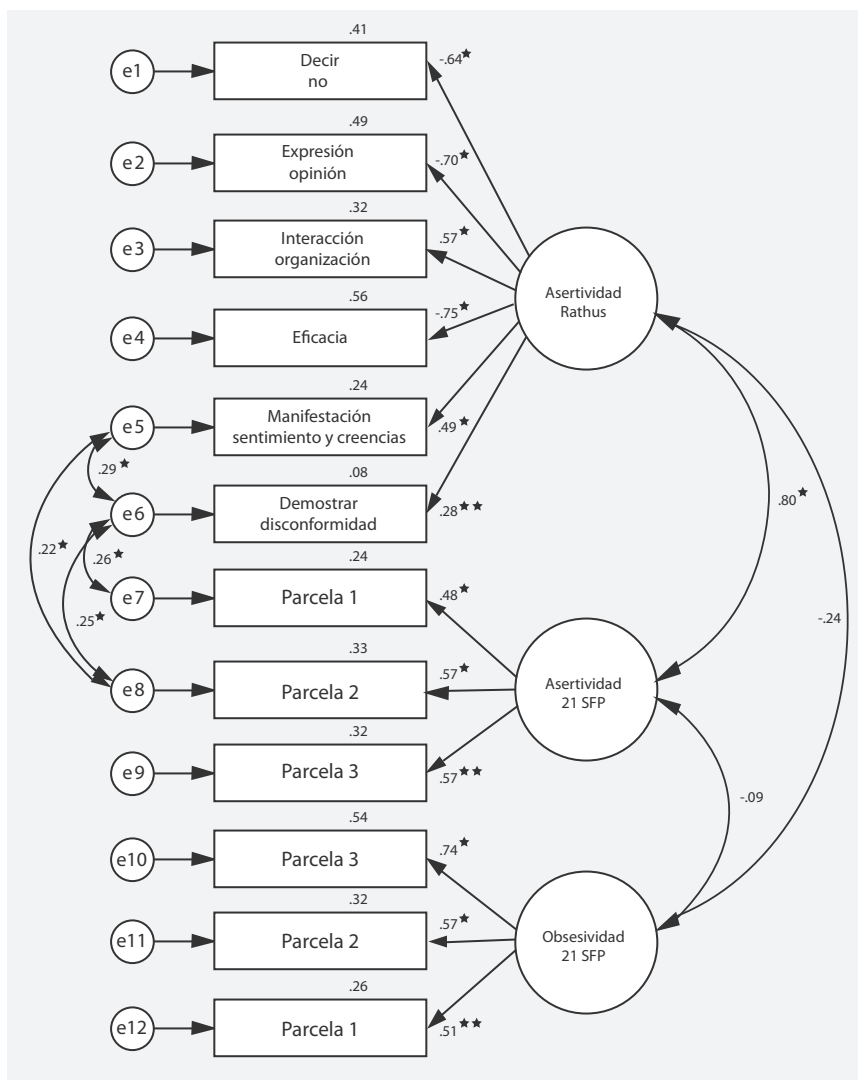 .41
e1
Decir
no
-.64★
.49
e2
Expresión
opinión
-.70★
.32
e3
Interacción
organización
.57★
Asertividad
Rathus
.56
e4
Eficacia
-.75★
.24
e5
Manifestación
sentimiento y creencias
.49★
.29★
.08
e6
Demostrar
disconformidad
.28★★
.80★
.22★
.26★
.24
e7
Parcela 1
.48★
.25★
-.24
.33
e8
Parcela 2
.57★
Asertividad
21 SFP
.32
e9
Parcela 3
.57★★
-.09
.54
e10
Parcela 3
.74★
.32
e11
Parcela 2
.57★
Obsesividad
21 SFP
.26
e12
Parcela 1
.51★★